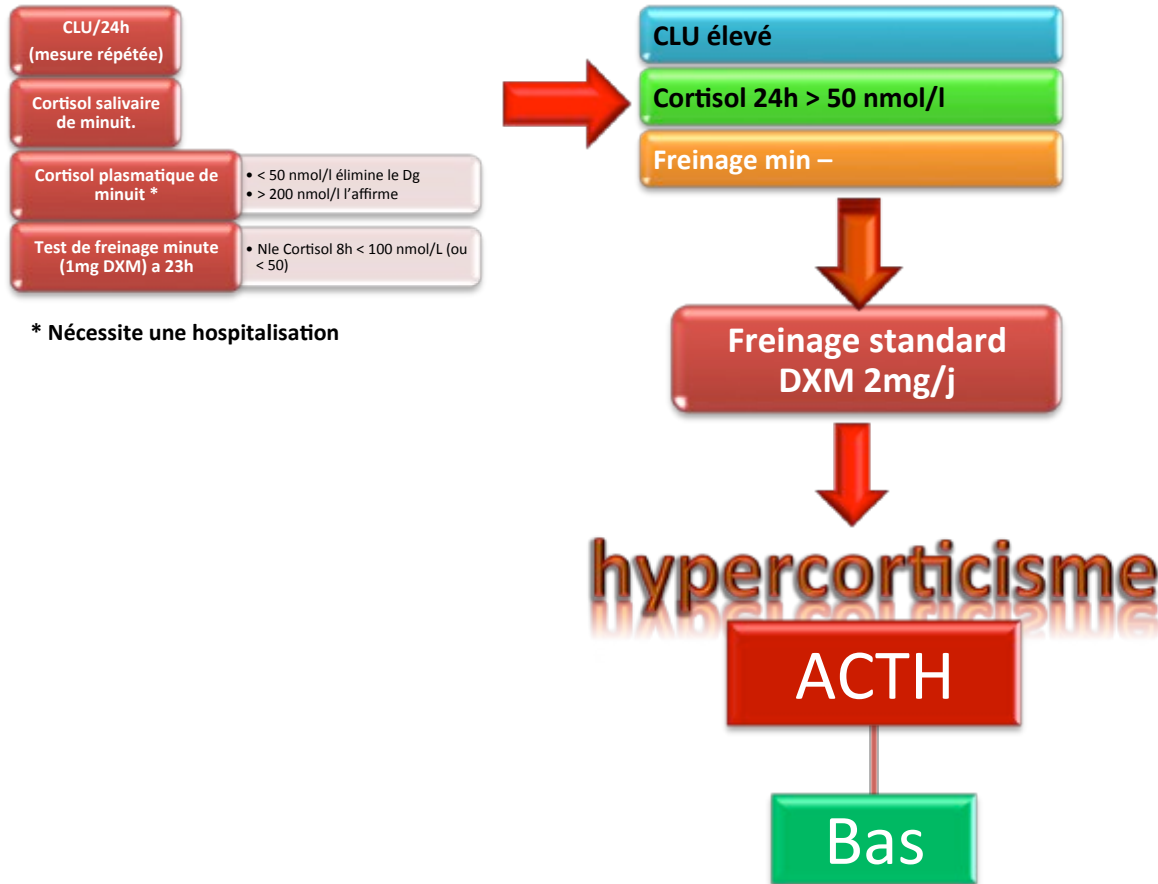 CLU/24h
(mesure répétée)
Cortisol salivaire
de minuit.
Cortisol plasmatique de
minuit *
• < 50 nmol/l élimine le Dg
• > 200 nmol/l l’affirme
Test de freinage minute
(1mg DXM) a 23h
• Nle Cortisol 8h < 100 nmol/L (ou
< 50)
* Nécessite une hospitalisation
CLU élevé
Cortisol 24h > 50 nmol/l
Freinage min –
Freinage standard
DXM 2mg/j
hypercorticisme
ACTH
Bas